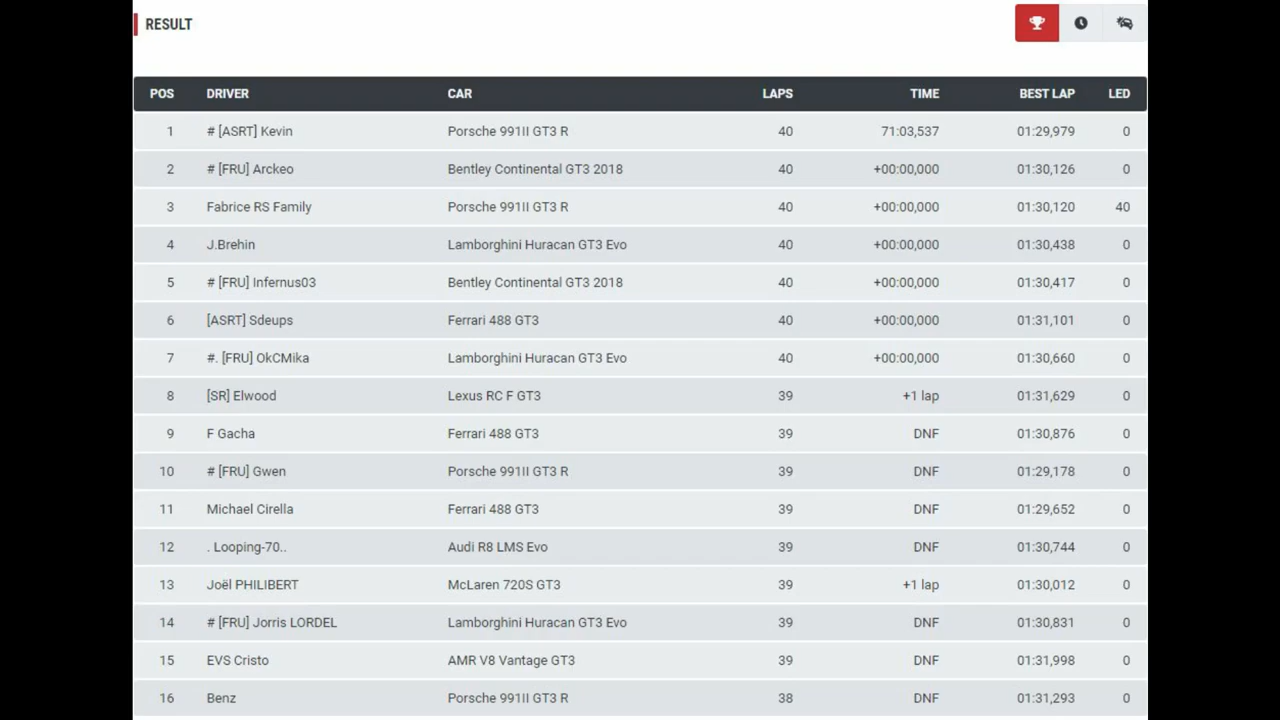 RESULT
POS DRIVER CAR LAPS TIME BEST LAP LED
1 # [ASRT] Kevin Porsche 991II GT3 R 40 71:03,537 01:29,979 0
2 # [FRU] Arckeo Bentley Continental GT3 2018 40 +00:00,000 01:30,126 0
3 Fabrice RS Family Porsche 991II GT3 R 40 +00:00,000 01:30,120 40
4 J.Brehin Lamborghini Huracan GT3 Evo 40 +00:00,000 01:30,438 0
5 # [FRU] Infernus03 Bentley Continental GT3 2018 40 +00:00,000 01:30,417 0
6 [ASRT] Sdeups Ferrari 488 GT3 40 +00:00,000 01:31,101 0
7 #. [FRU] OkCMika Lamborghini Huracan GT3 Evo 40 +00:00,000 01:30,660 0
8 [SR] Elwood Lexus RC F GT3 39 +1 lap 01:31,629 0
9 F Gacha Ferrari 488 GT3 39 DNF 01:30,876 0
10 # [FRU] Gwen Porsche 991II GT3 R 39 DNF 01:29,178 0
11 Michael Cirella Ferrari 488 GT3 39 DNF 01:29,652 0
12 . Looping-70.. Audi R8 LMS Evo 39 DNF 01:30,744 0
13 Joël PHILIBERT McLaren 720S GT3 39 +1 lap 01:30,012 0
14 # [FRU] Jorris LORDEL Lamborghini Huracan GT3 Evo 39 DNF 01:30,831 0
15 EVS Cristo AMR V8 Vantage GT3 39 DNF 01:31,998 0
16 Benz Porsche 991II GT3 R 38 DNF 01:31,293 0